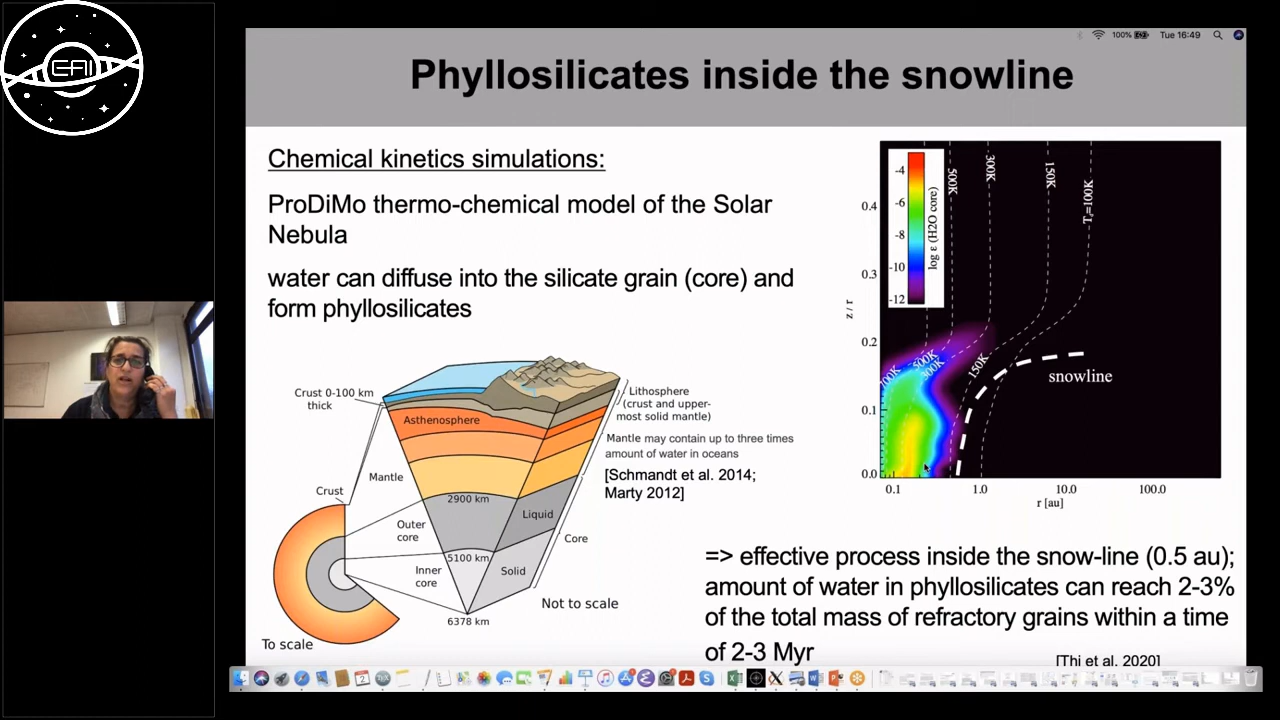 EAI
100%
Tue 16:49
Phyllosilicates inside the snowline
Chemical kinetics simulations:
ProDiMo thermo-chemical model of the Solar
Nebula
water can diffuse into the silicate grain (core) and
form phyllosilicates
Crust 0-100 km
thick
Asthenosphere
Lithosphere
(crust and upper-
most solid mantle)
Mantle may contain up to three times
amount of water in oceans
[Schmandt et al. 2014;
Marty 2012]
Mantle
Crust
2900 km
Outer
core
Liquid
Core
5100 km
Inner
core
Solid
Not to scale
6378 km
To scale
-4
-6
-8
-10
-12
log ε (H2O core)
500K
300K
150K
Td=100K
500K
300K
150K
snowline
z / r
0.4
0.3
0.2
0.1
0.0
0.1
1.0
10.0
100.0
r [au]
=> effective process inside the snow-line (0.5 au);
amount of water in phyllosilicates can reach 2-3%
of the total mass of refractory grains within a time
of 2-3 Myr
[Thi et al. 2020]